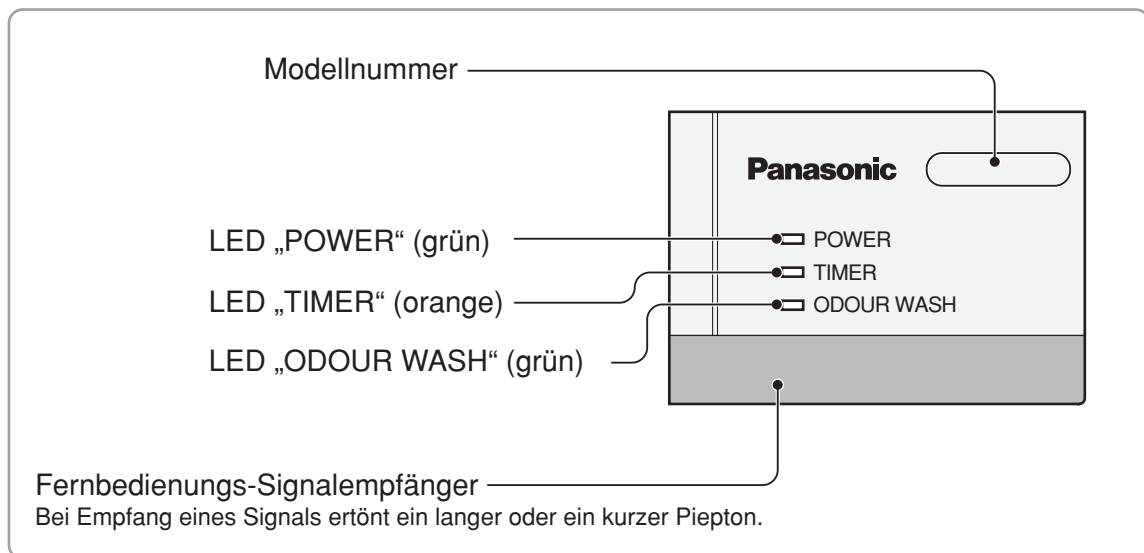 Modellnummer
Panasonic
LED „POWER“ (grün)
POWER
LED „TIMER“ (orange)
TIMER
LED „ODOUR WASH“ (grün)
ODOUR WASH
Fernbedienungs-Signalempfänger
Bei Empfang eines Signals ertönt ein langer oder ein kurzer Piepton.